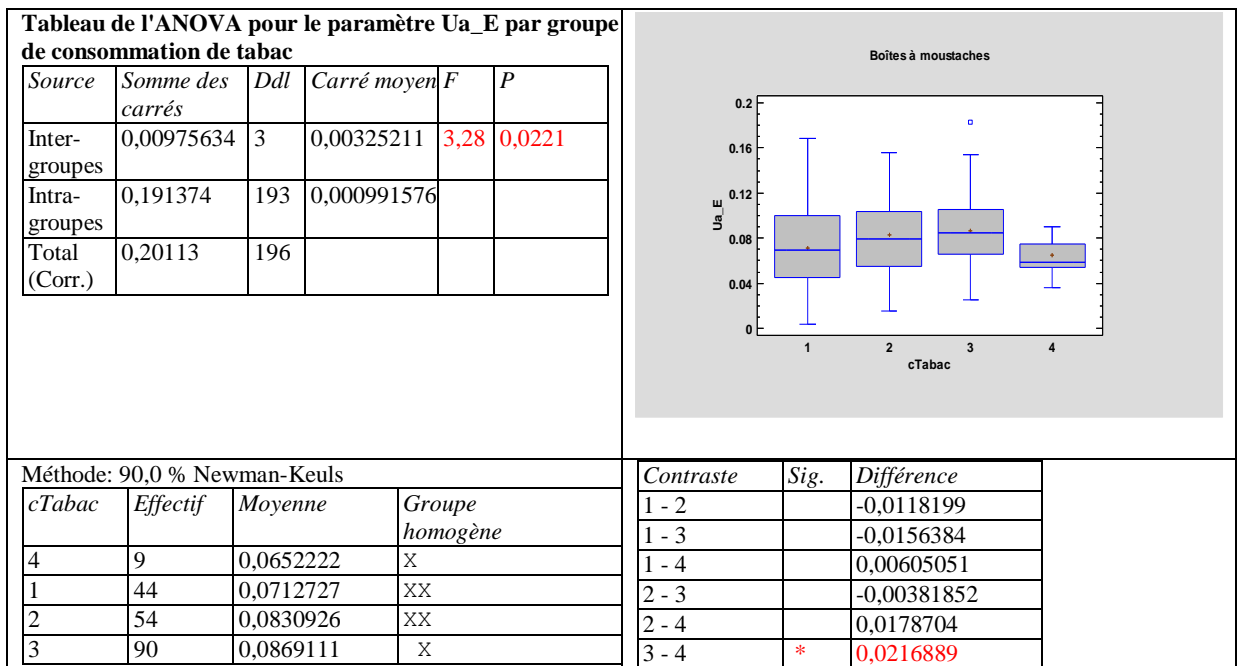 Tableau de l'ANOVA pour le paramètre Ua_E par groupe
de consommation de tabac
Source Somme des carrés Ddl Carré moyen F P
Inter-groupes 0,00975634 3 0,00325211 3,28 0,0221
Intra-groupes 0,191374 193 0,000991576
Total (Corr.) 0,20113 196
Boîtes à moustaches
Ua_E
0.2
0.16
0.12
0.08
0.04
0
1 2 3 4
cTabac
Méthode: 90,0 % Newman-Keuls
cTabac Effectif Moyenne Groupe homogène
4 9 0,0652222 X
1 44 0,0712727 XX
2 54 0,0830926 XX
3 90 0,0869111 X
Contraste Sig. Différence
1 - 2 -0,0118199
1 - 3 -0,0156384
1 - 4 0,00605051
2 - 3 -0,00381852
2 - 4 0,0178704
3 - 4 * 0,0216889